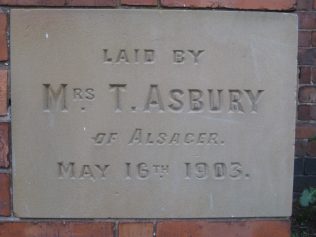 LAID BY
MRS T. ASBURY
OF ALSAGER.
MAY 16TH 1903.